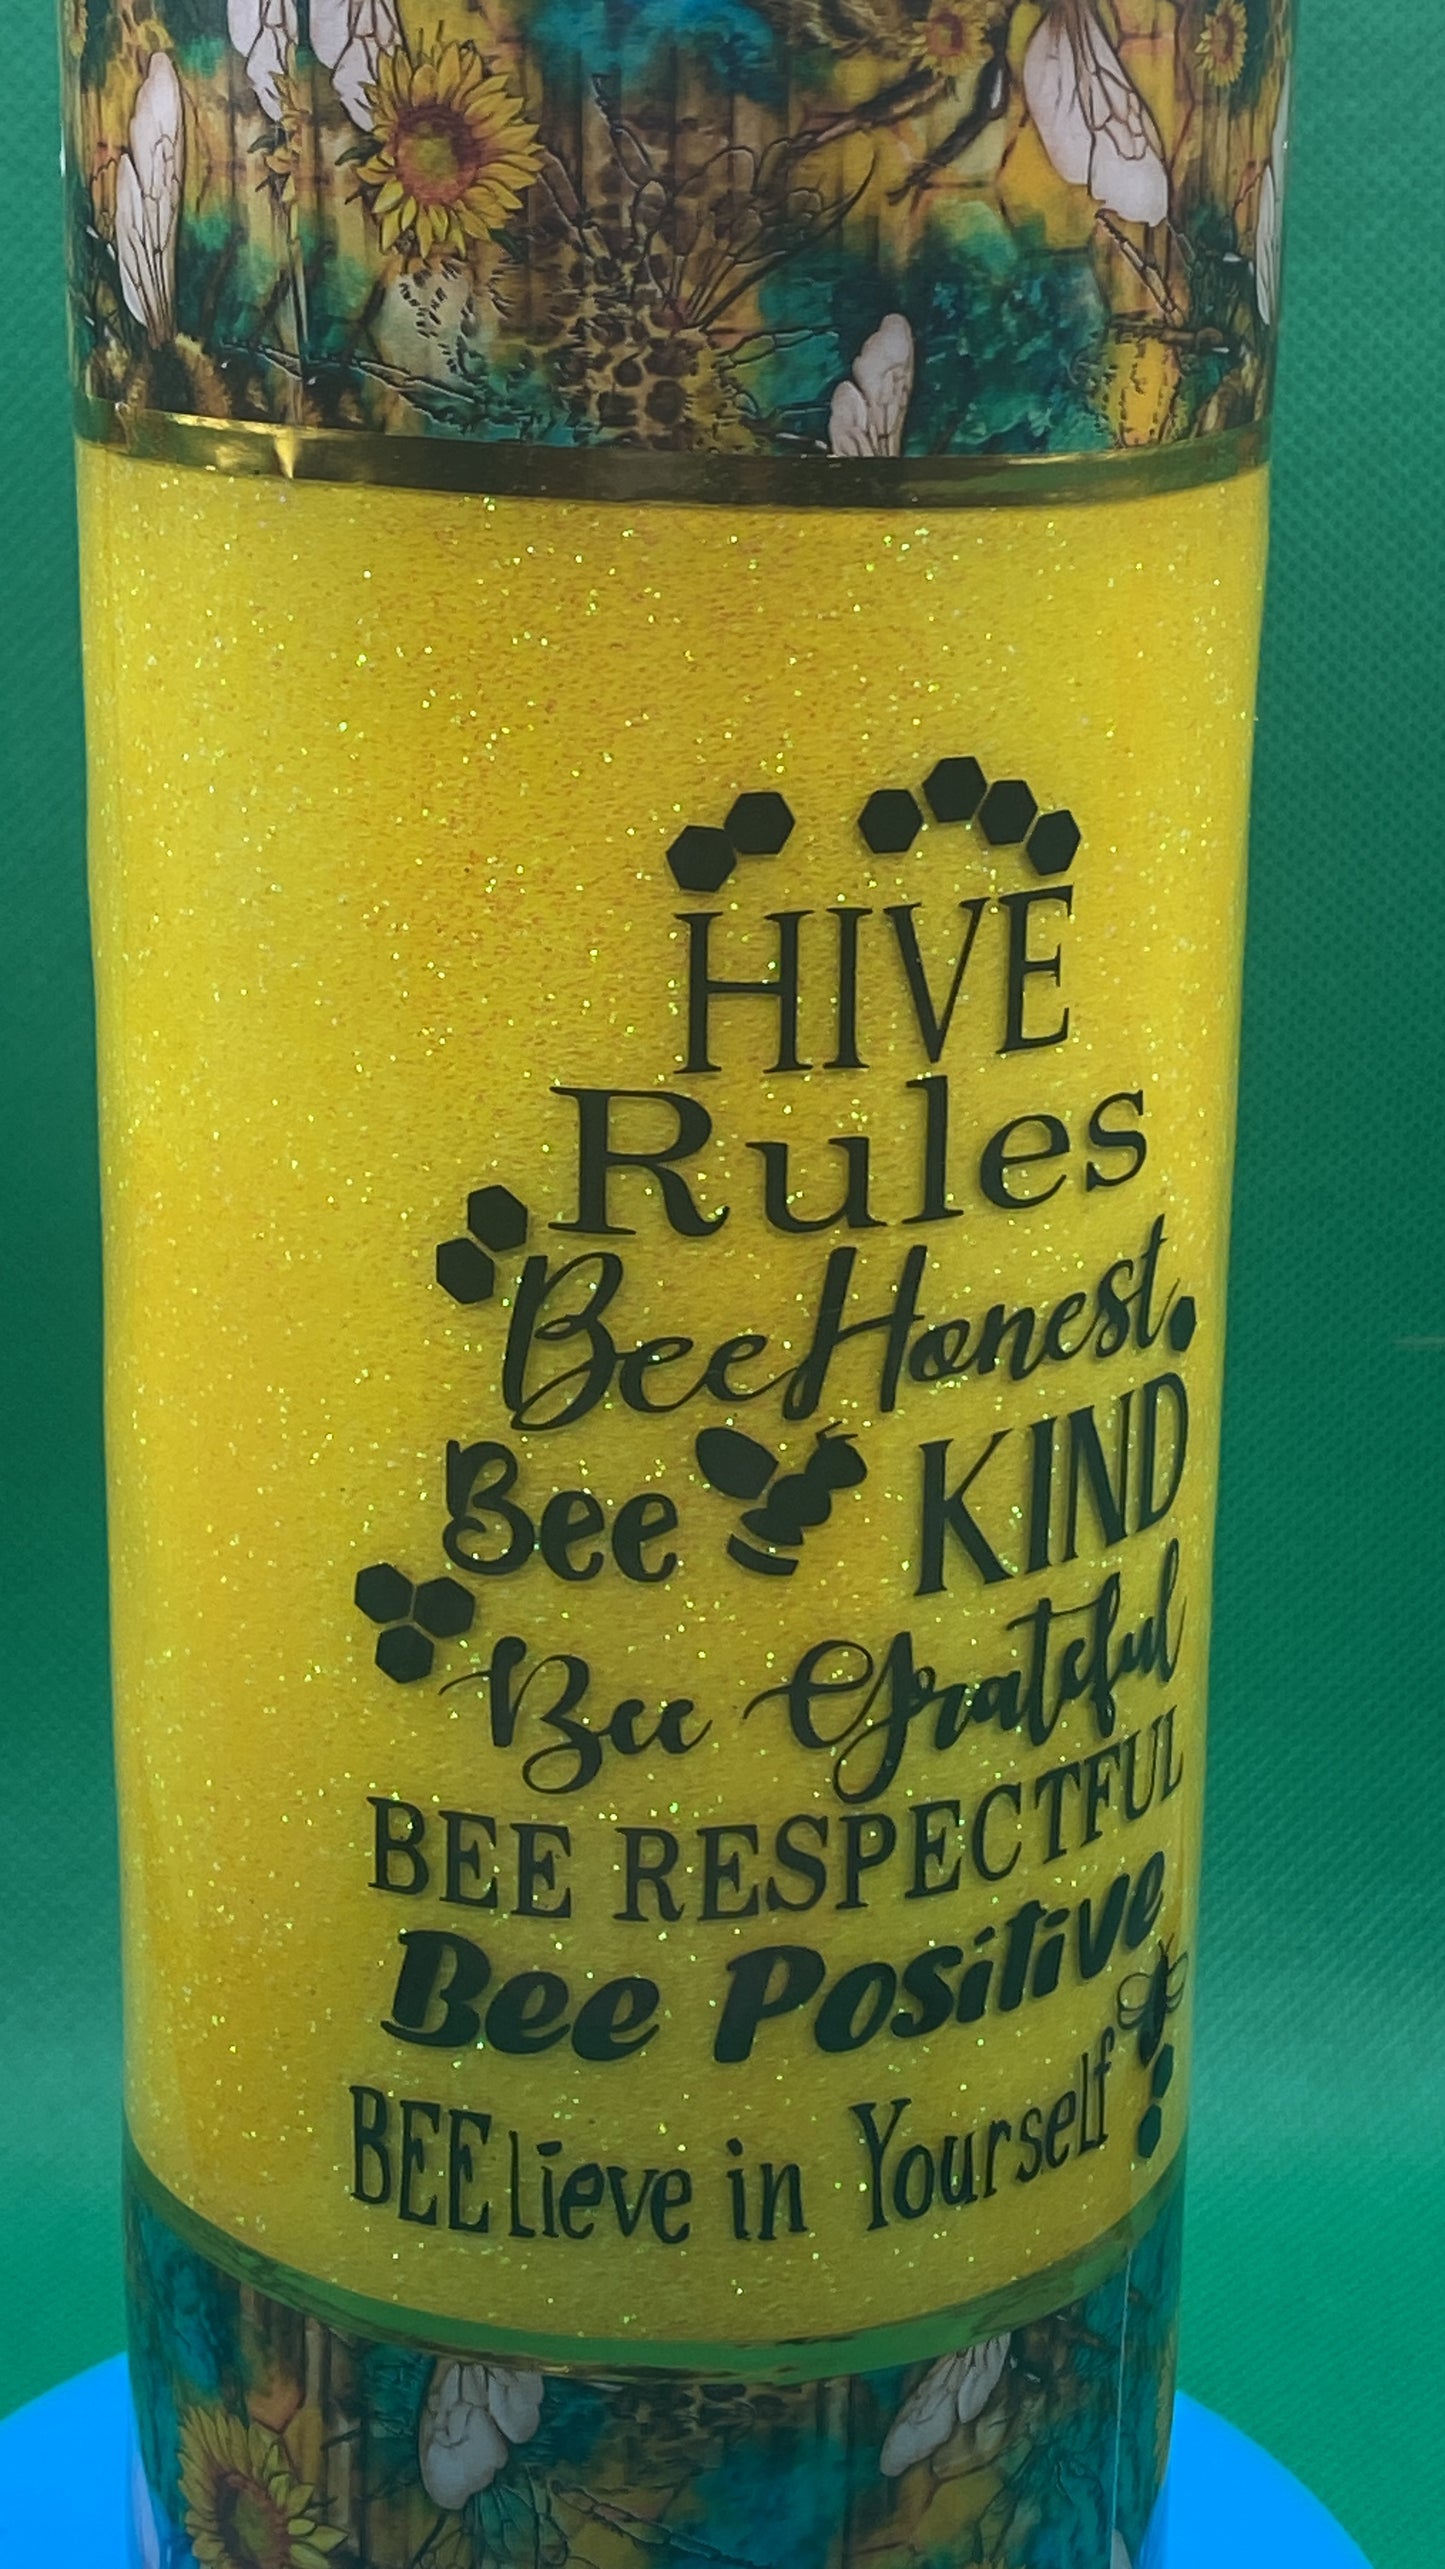 HIVE
Rules
Bee Honest
Bee KIND
Bee Grateful
BEE RESPECTFUL
Bee Positive
BEElieve in Yourself